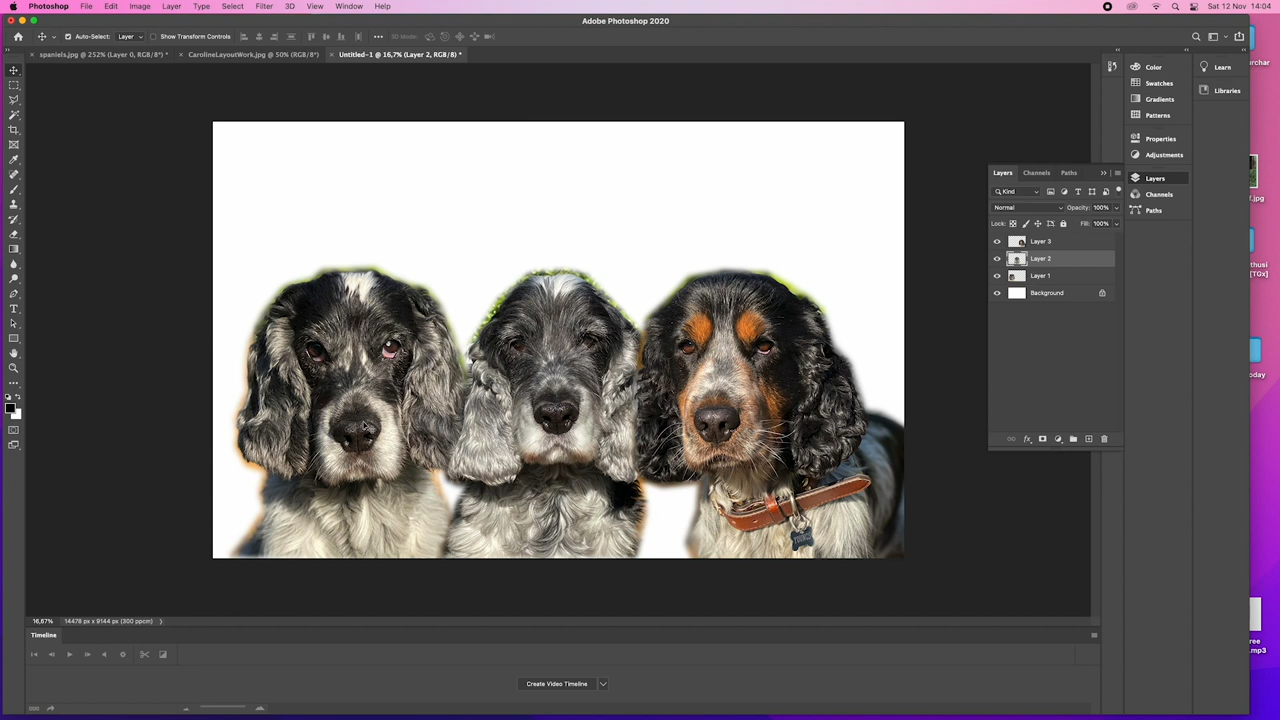 Photoshop File Edit Image Layer Type Select Filter 3D View Window Help
Sat 12 Nov 14:04
Adobe Photoshop 2020
Auto-Select: Layer Show Transform Controls 3D Mode:
spaniels.jpg @ 252% (Layer 0, RGB/8*) * CarolineLayoutWork.jpg @ 50% (RGB/8*) Untitled-1 @ 16,7% (Layer 2, RGB/8) *
Color
Swatches
Gradients
Patterns
Properties
Adjustments
Layers
Channels
Paths
Learn
Libraries
Layers Channels Paths
Kind
Normal Opacity: 100%
Lock: Fill: 100%
Layer 3
Layer 2
Layer 1
Background
16,67% 14478 px x 9144 px (300 ppcm)
Timeline
Create Video Timeline